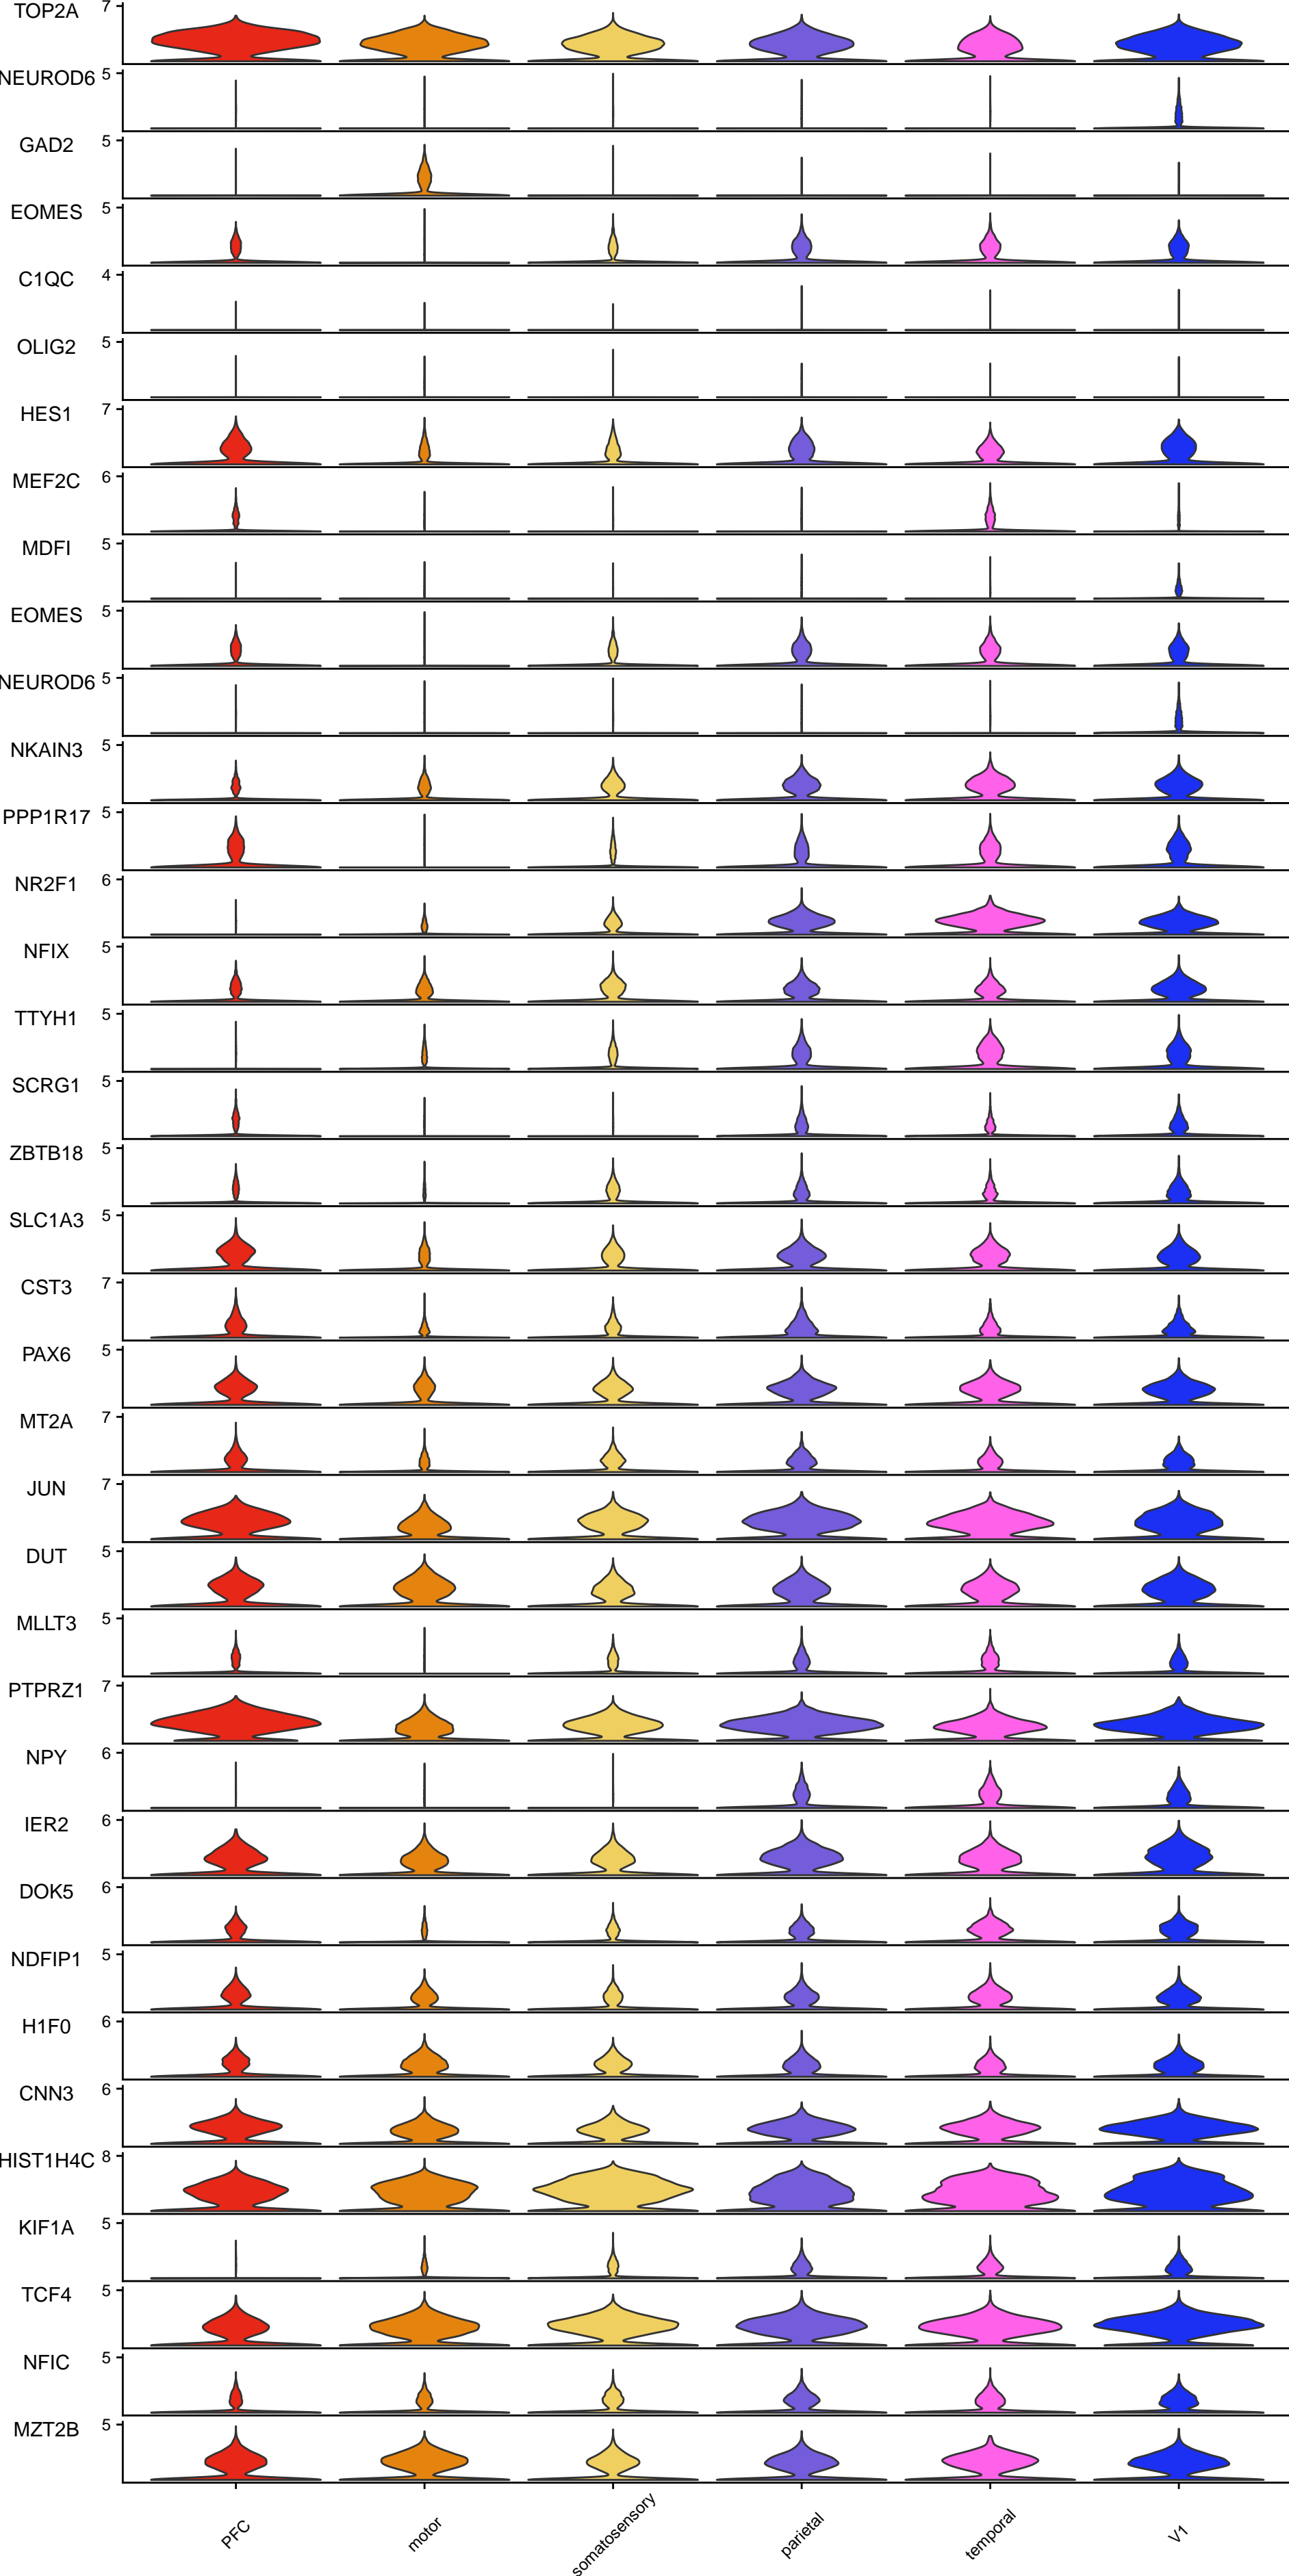 TOP2A 7
NEUROD6 5
GAD2 5
EOMES 5
C1QC 4
OLIG2 5
HES1 7
MEF2C 6
MDFI 5
EOMES 5
NEUROD6 5
NKAIN3 5
PPP1R17 5
NR2F1 6
NFIX 5
TTYH1 5
SCRG1 5
ZBTB18 5
SLC1A3 5
CST3 7
PAX6 5
MT2A 7
JUN 7
DUT 5
MLLT3 5
PTPRZ1 7
NPY 6
IER2 6
DOK5 6
NDFIP1 5
H1F0 6
CNN3 6
HIST1H4C 8
KIF1A 5
TCF4 5
NFIC 5
MZT2B 5
PFC motor somatosensory parietal temporal V1